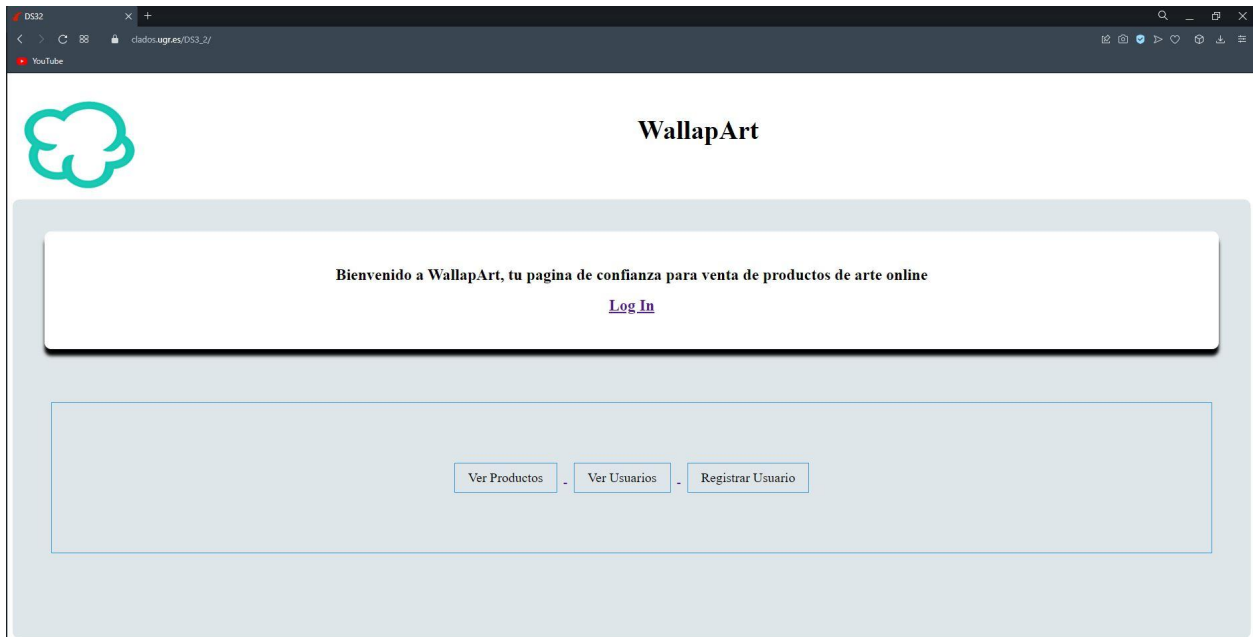 DS32
clados.ugr.es/DS3_2/
YouTube
WallapArt
Bienvenido a WallapArt, tu pagina de confianza para venta de productos de arte online
Log In
Ver Productos - Ver Usuarios - Registrar Usuario